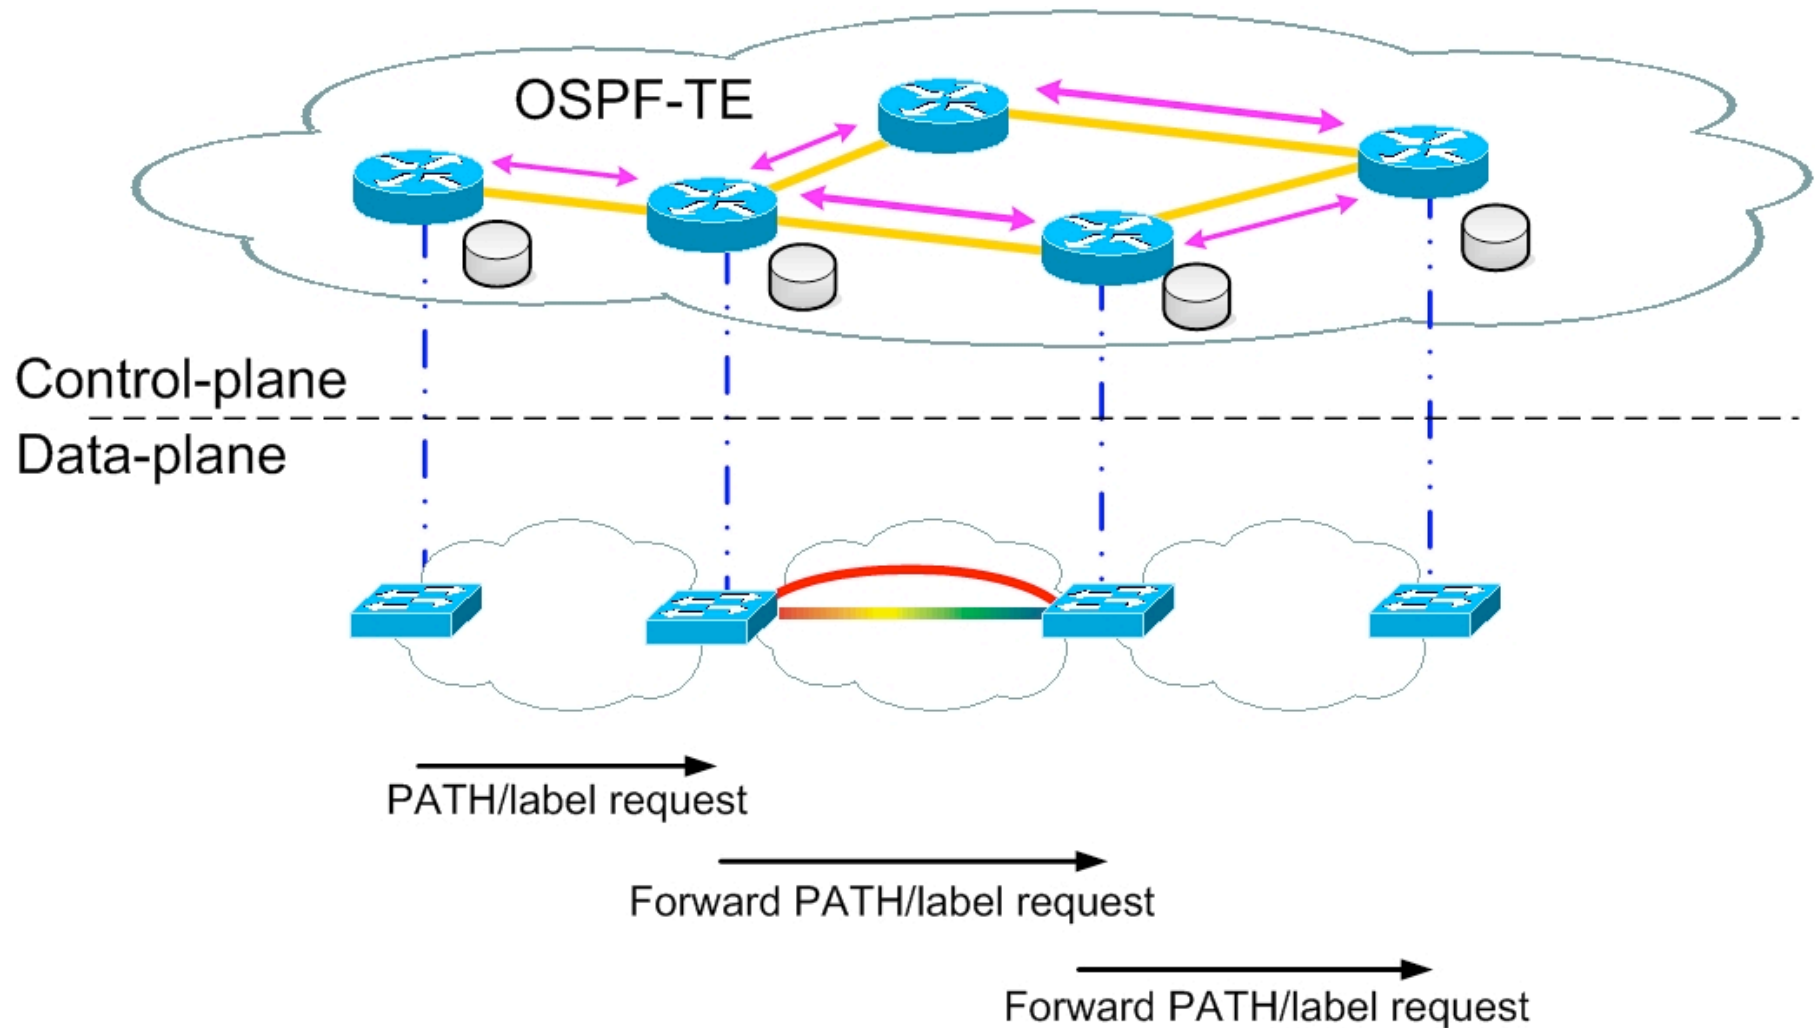 OSPF-TE
Control-plane
Data-plane
PATH/label request
Forward PATH/label request
Forward PATH/label request